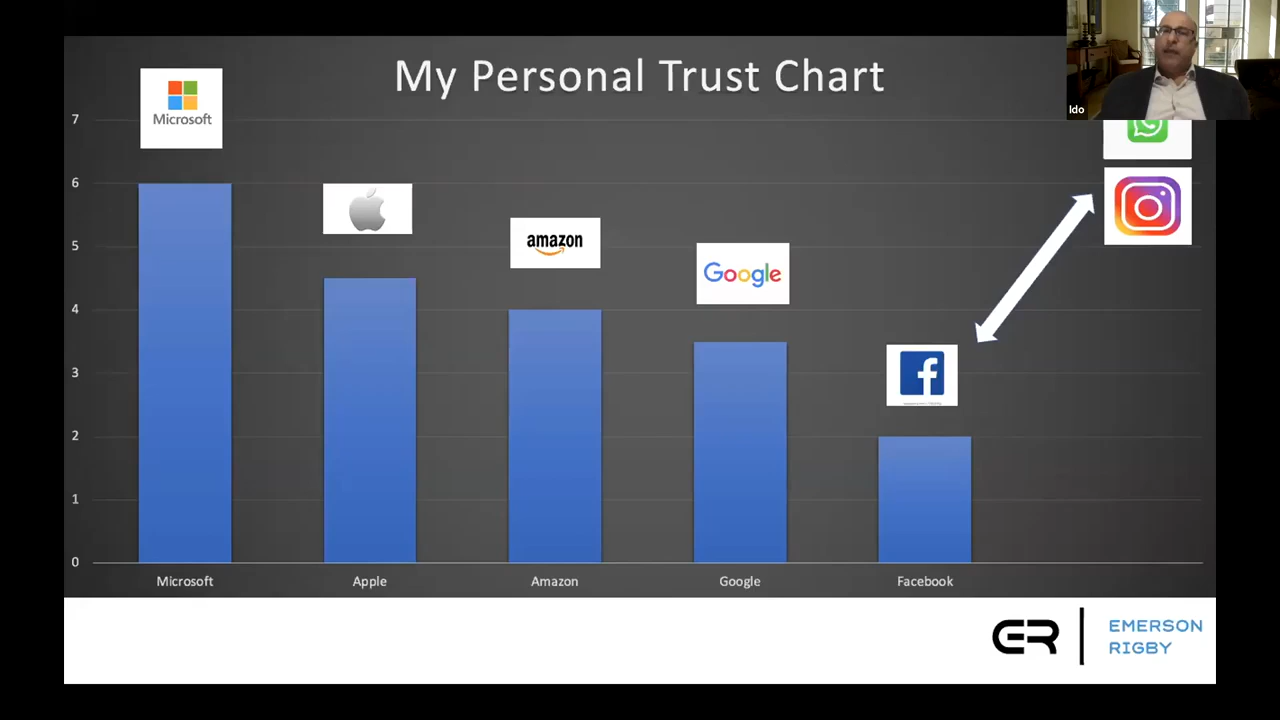 My Personal Trust Chart
Ido
Microsoft
7
6
5
4
3
2
1
0
amazon
Google
f
Microsoft
Apple
Amazon
Google
Facebook
ER
EMERSON
RIGBY